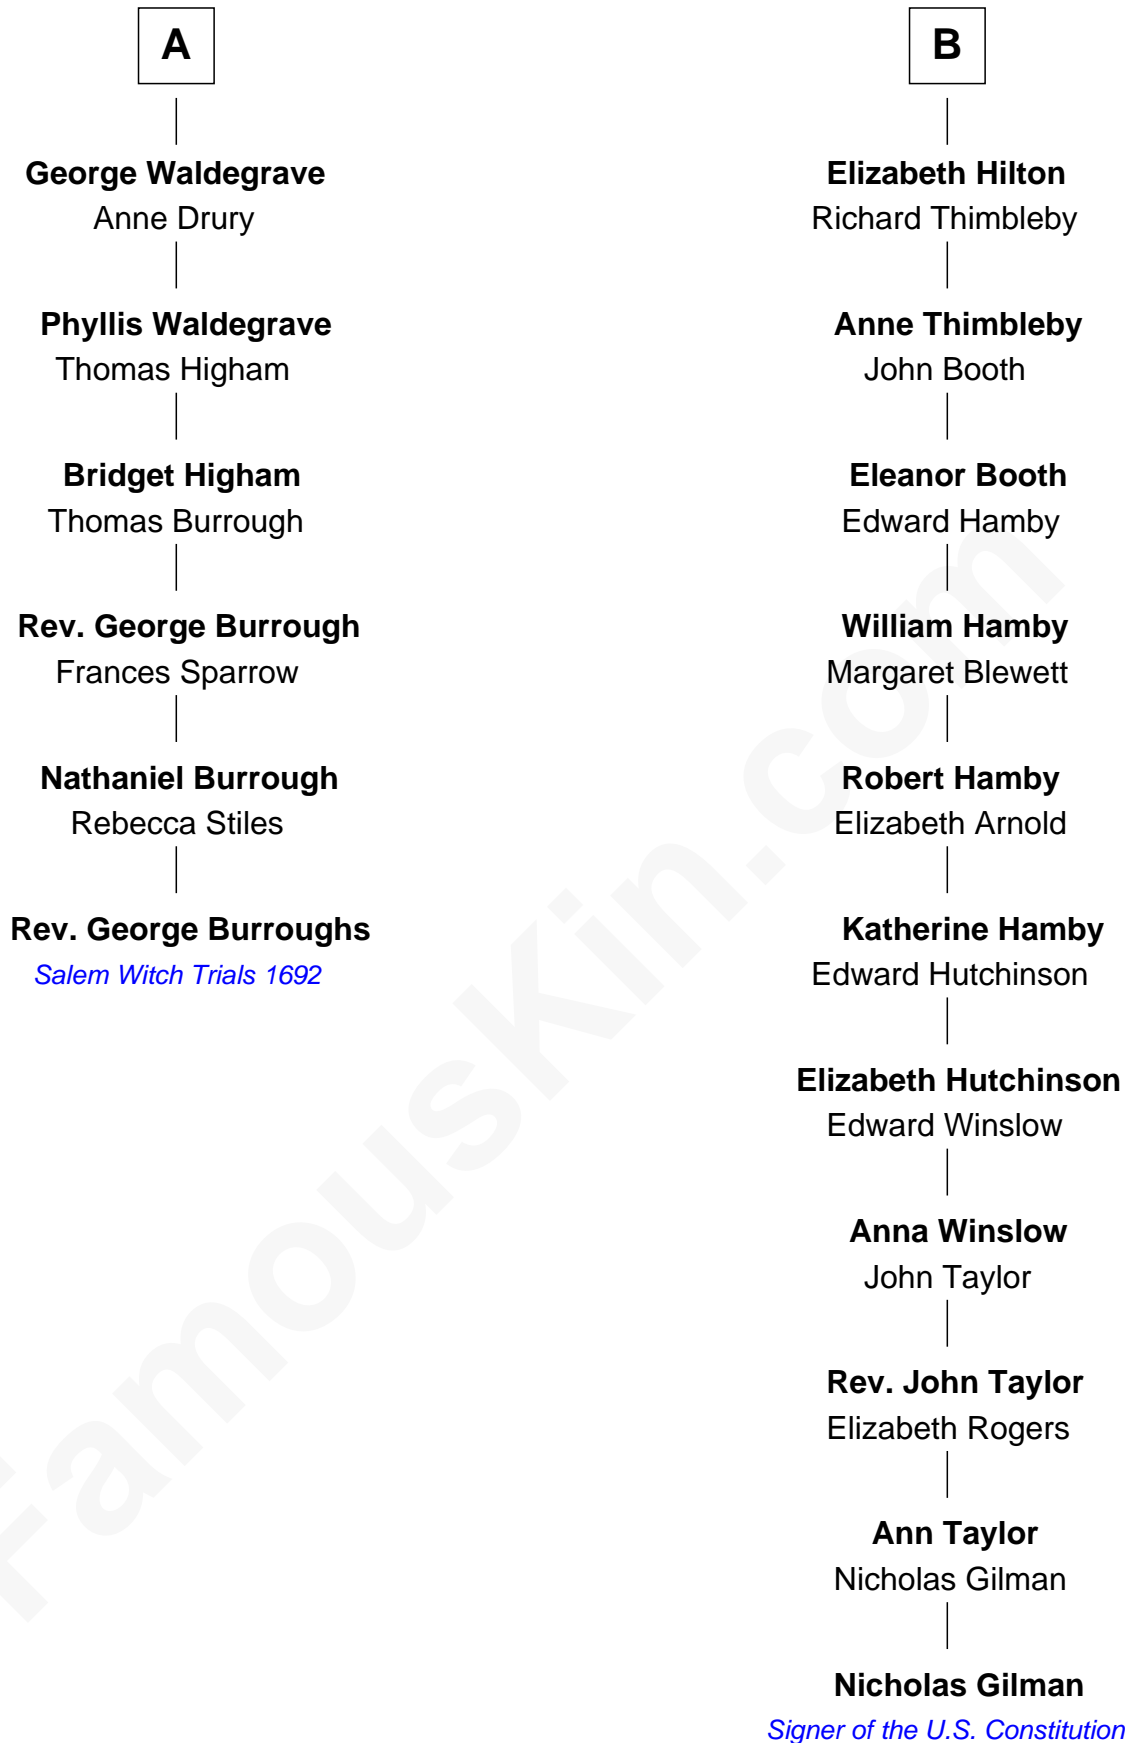 A
George Waldegrave
Anne Drury
Phyllis Waldegrave
Thomas Higham
Bridget Higham
Thomas Burrough
Rev. George Burrough
Frances Sparrow
Nathaniel Burrough
Rebecca Stiles
Rev. George Burroughs
Salem Witch Trials 1692
B
Elizabeth Hilton
Richard Thimbleby
Anne Thimbleby
John Booth
Eleanor Booth
Edward Hamby
William Hamby
Margaret Blewett
Robert Hamby
Elizabeth Arnold
Katherine Hamby
Edward Hutchinson
Elizabeth Hutchinson
Edward Winslow
Anna Winslow
John Taylor
Rev. John Taylor
Elizabeth Rogers
Ann Taylor
Nicholas Gilman
Nicholas Gilman
Signer of the U.S. Constitution
FamousKin.com